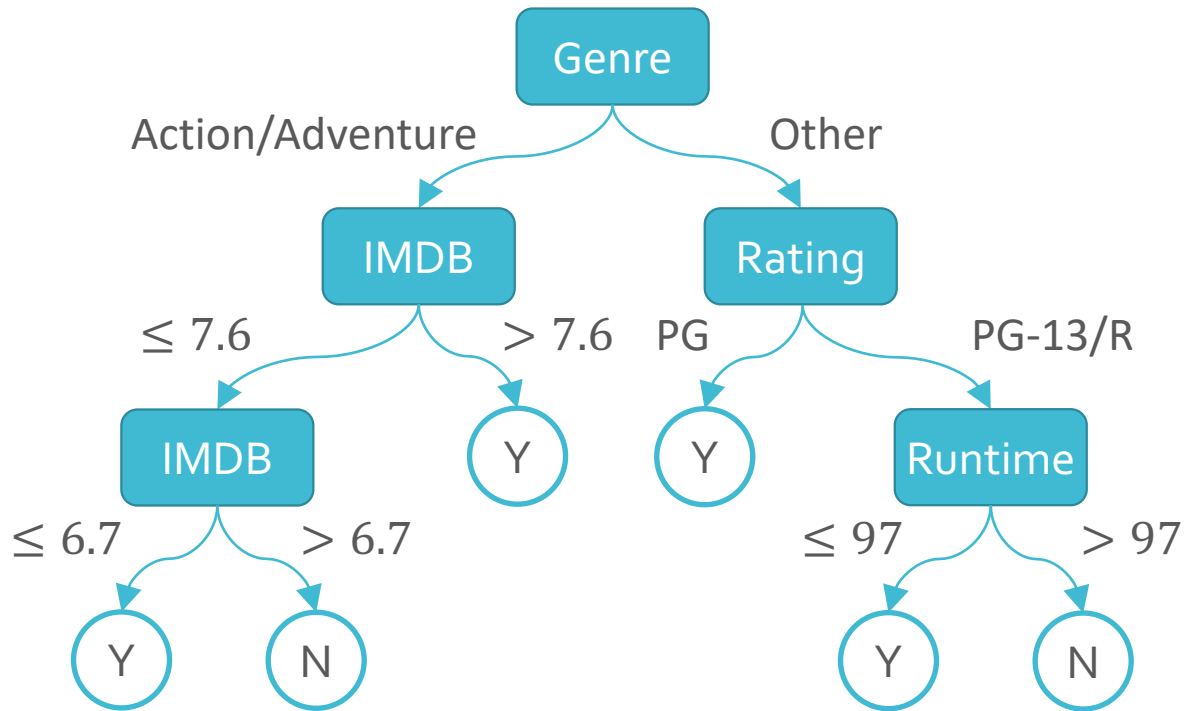 Genre
Action/Adventure
Other
IMDB
Rating
≤ 7.6
> 7.6
PG
PG-13/R
IMDB
Y
Y
Runtime
≤ 6.7
> 6.7
≤ 97
> 97
Y
N
Y
N